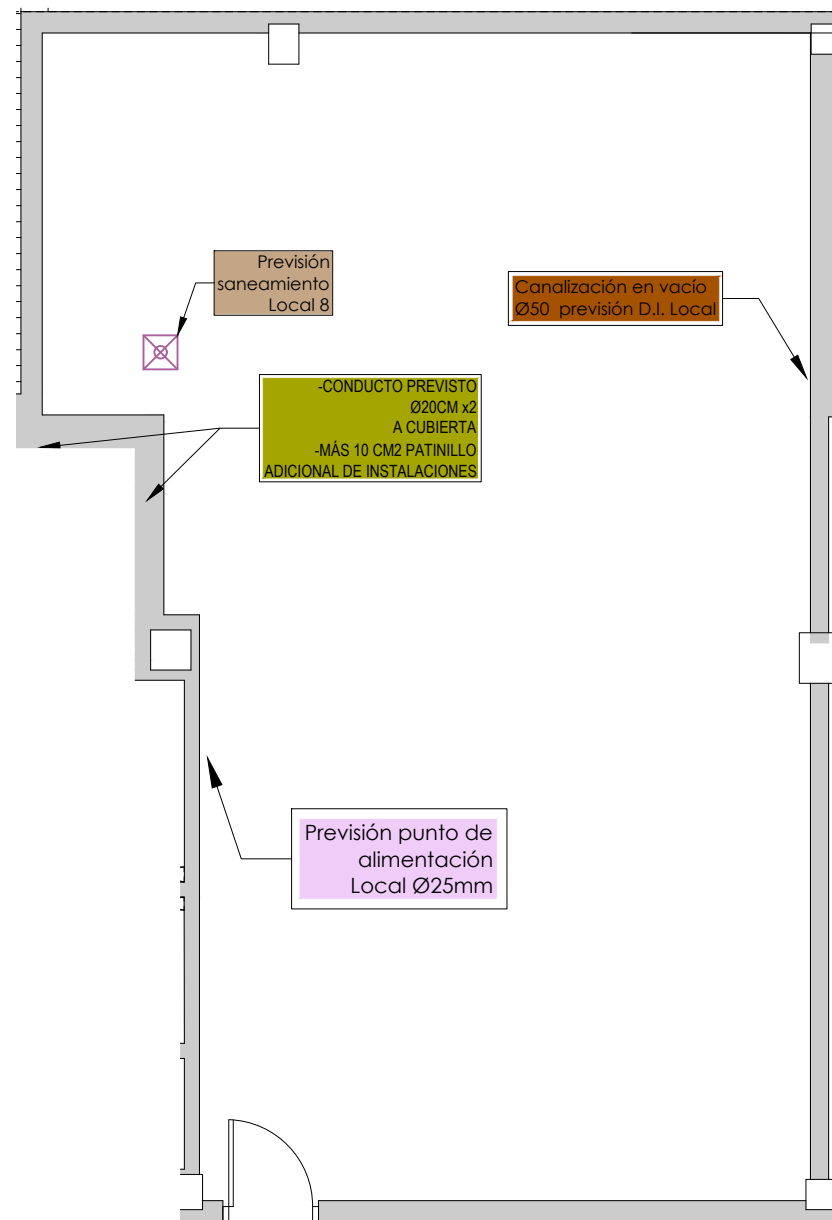 Previsión
saneamiento
Local 8
Canalización en vacío
Ø50 previsión D.I. Local
-CONDUCTO PREVISTO
Ø20CM x2
A CUBIERTA
-MÁS 10 CM2 PATINILLO
ADICIONAL DE INSTALACIONES
Previsión punto de
alimentación
Local Ø25mm